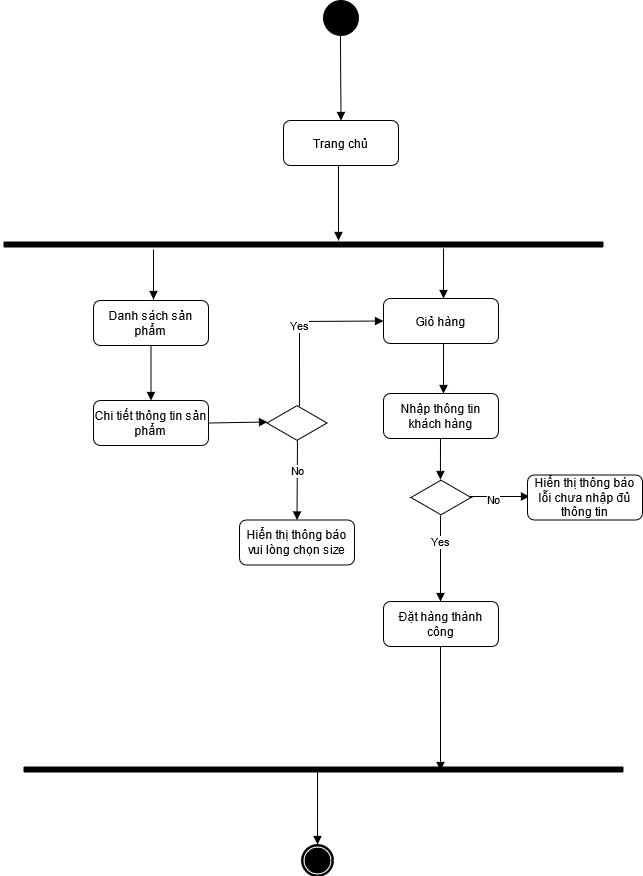 Trang chủ
Danh sách sản
phẩm
Chi tiết thông tin sản
phẩm
Yes
No
Hiển thị thông báo
vui lòng chọn size
Giỏ hàng
Nhập thông tin
khách hàng
No
Hiển thị thông báo
lỗi chưa nhập đủ
thông tin
Yes
Đặt hàng thành
công